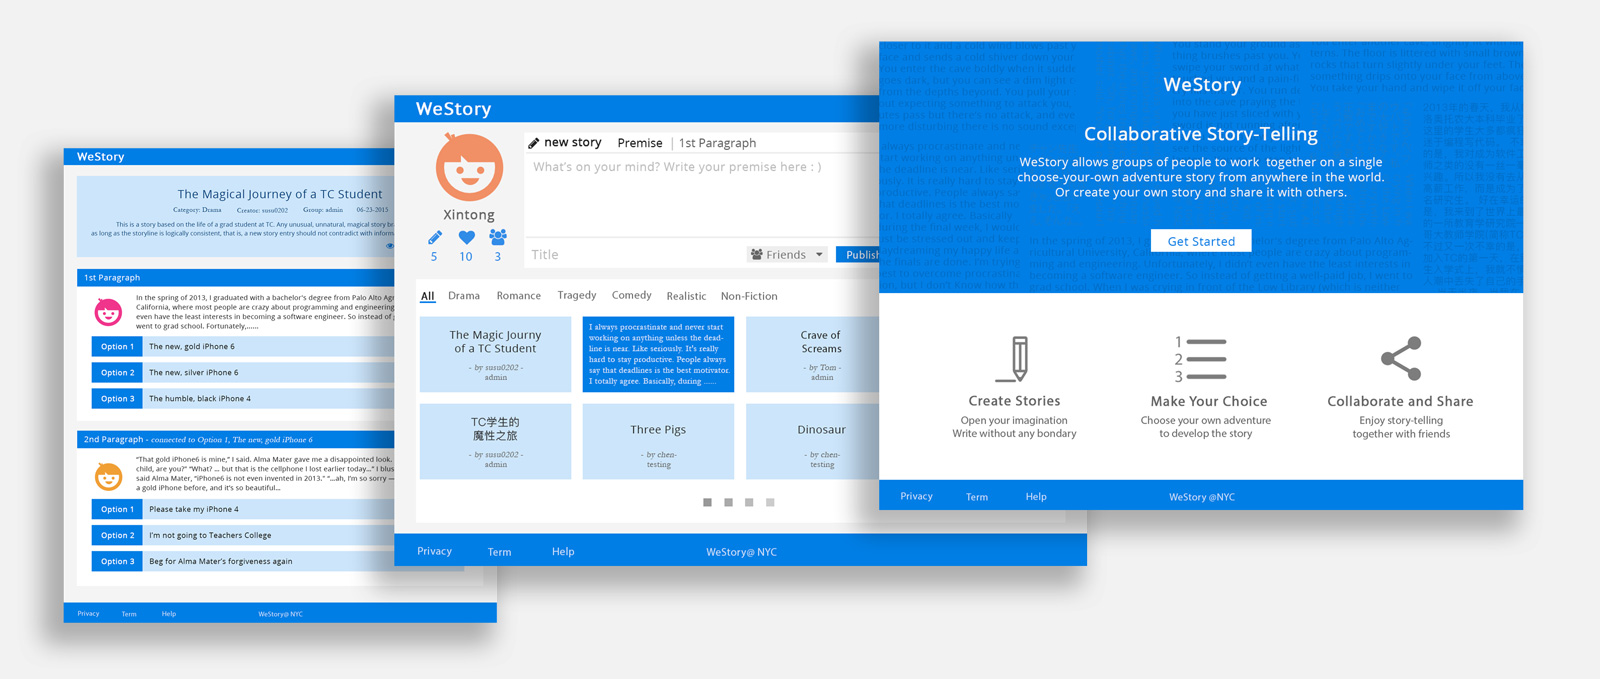 WeStory
The Magical Journey of a TC Student
Category: Drama Creator: susu0202 Group: admin 06-23-2015
This is a story based on the life of a grad student at TC. Any unusual, unnatural, magical story
as long as the storyline is logically consistent, that is, a new story entry should not contradict with
1st Paragraph
In the spring of 2013, I graduated with a bachelor's degree from Palo Alto
California, where most people are crazy about programming and engineering
even have the least interests in becoming a software engineer. So instead of
went to grad school. Fortunately,......
Option 1 The new, gold iPhone 6
Option 2 The new, silver iPhone 6
Option 3 The humble, black iPhone 4
2nd Paragraph - connected to Option 1, The new, gold iPhone 6
"That gold iPhone6 is mine," I said. Alma Mater gave me a disappointed look.
child, are you?" "What? ... but that is the cellphone I lost earlier today..." I
said Alma Mater, "iPhone6 is not even invented in 2013." "...ah, I'm so sorry —
a gold iPhone before, and it's so beautiful...
Option 1 Please take my iPhone 4
Option 2 I'm not going to Teachers College
Option 3 Beg for Alma Mater's forgiveness again
Privacy Term Help WeStory@ NYC
WeStory
Xintong
5 10 3
new story Premise | 1st Paragraph
What's on your mind? Write your premise here : )
Title Friends Publish
All Drama Romance Tragedy Comedy Realistic Non-Fiction
The Magic Journy
of a TC Student
- by susu0202 -
admin
I always procrastinate and never start
working on anything unless the dead-
line is near. Like seriously. It's really
hard to stay productive. People always
say that deadlines is the best motivator.
I totally agree. Basically, during ......
Crave of
Screams
- by Tom -
admin
TC学生的
魔性之旅
- by susu0202 -
admin
Three Pigs
- by chen-
testing
Dinosaur
- by chen-
testing
Privacy Term Help WeStory@ NYC
WeStory
Collaborative Story-Telling
WeStory allows groups of people to work together on a single
choose-your-own adventure story from anywhere in the world.
Or create your own story and share it with others.
Get Started
1
2
3
Create Stories
Open your imagination
Write without any bondary
Make Your Choice
Choose your own adventure
to develop the story
Collaborate and Share
Enjoy story-telling
together with friends
Privacy Term Help WeStory @NYC